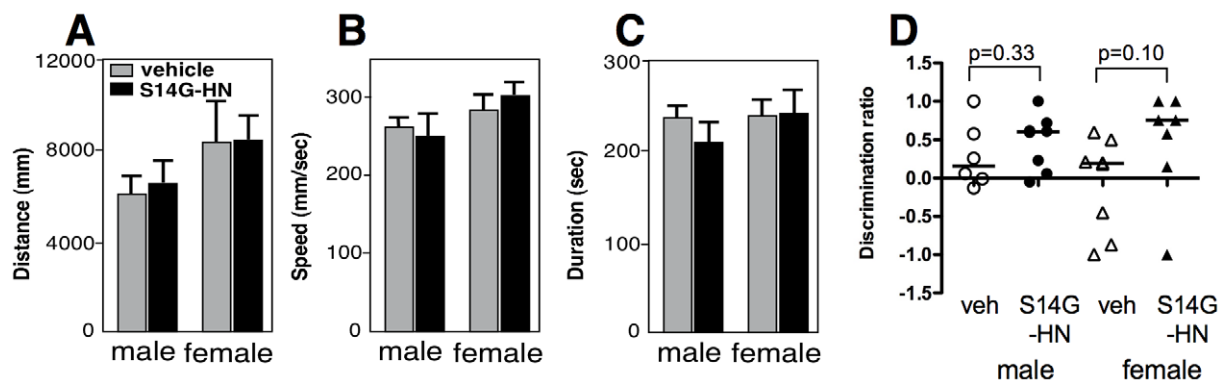 A
Distance (mm)
12000
8000
4000
0
vehicle
S14G-HN
male female
B
Speed (mm/sec)
300
200
100
0
male female
C
Duration (sec)
300
200
100
0
male female
D
p=0.33 p=0.10
Discrimination ratio
1.5
1.0
0.5
0.0
-0.5
-1.0
-1.5
veh S14G veh S14G
-HN -HN
male female